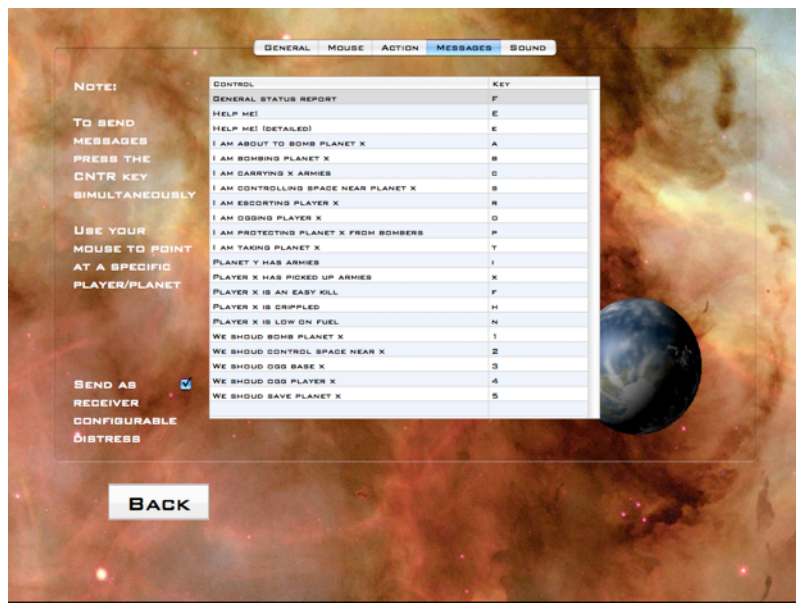 General Mouse Action Messages Sound
Note:
To send
messages
press the
CNTR key
simultaneously
Use your
mouse to point
at a specific
player/planet
Send as
receiver
configurable
distress
Control Key
General status report F
Help me! E
Help me! (detailed) E
I am about to bomb planet X A
I am bombing planet X B
I am carrying X armies C
I am controlling space near planet X S
I am escorting player X R
I am ogging player X O
I am protecting planet X from bombers P
I am taking planet X T
Planet Y has armies I
Player X has picked up armies X
Player X is an easy kill F
Player X is crippled H
Player X is low on fuel N
We shoud bomb planet X 1
We shoud control space near X 2
We shoud ogg base X 3
We shoud ogg player X 4
We shoud save planet X 5
Back